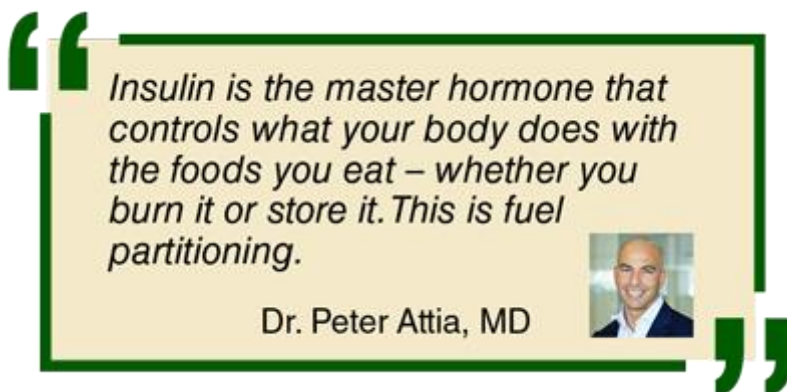 Insulin is the master hormone that
controls what your body does with
the foods you eat – whether you
burn it or store it. This is fuel
partitioning.
Dr. Peter Attia, MD